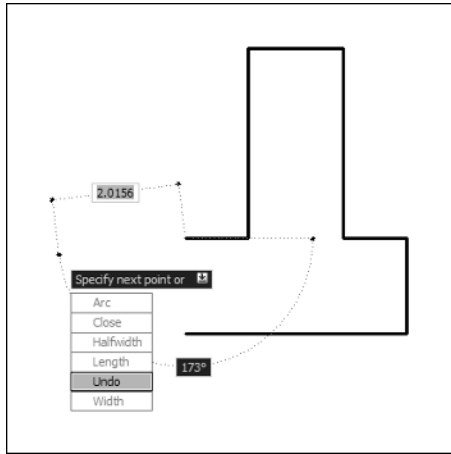 2.0156
Specify next point or
Arc
Close
Halfwidth
Length
173°
Undo
Width